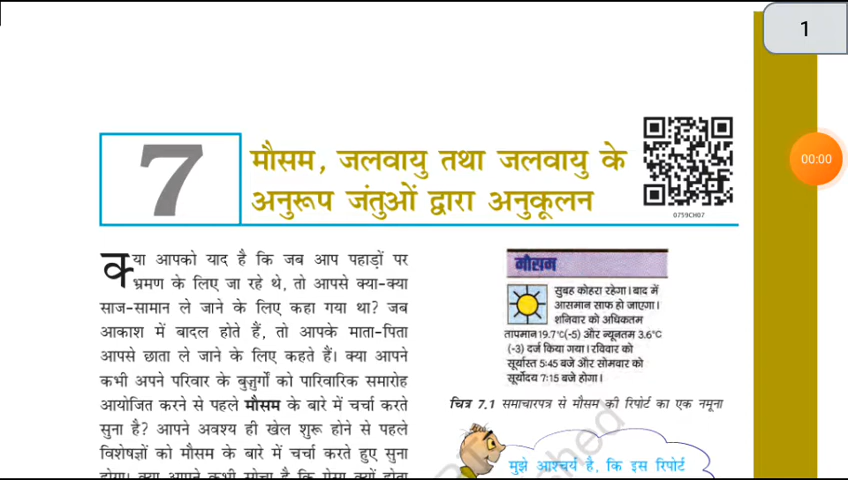 1
00:00
7
मौसम, जलवायु तथा जलवायु के
अनुरूप जंतुओं द्वारा अनुकूलन
0759CH07
क्या आपको याद है कि जब आप पहाड़ों पर
भ्रमण के लिए जा रहे थे, तो आपसे क्या-क्या
साज-सामान ले जाने के लिए कहा गया था? जब
आकाश में बादल होते हैं, तो आपके माता-पिता
आपसे छाता ले जाने के लिए कहते हैं। क्या आपने
कभी अपने परिवार के बुज़ुर्गों को पारिवारिक समारोह
आयोजित करने से पहले मौसम के बारे में चर्चा करते
सुना है? आपने अवश्य ही खेल शुरू होने से पहले
विशेषज्ञों को मौसम के बारे में चर्चा करते हुए सुना
होगा। क्या आपने कभी सोचा है कि ऐसा क्यों होता
मौसम
सुबह कोहरा रहेगा। बाद में
आसमान साफ हो जाएगा।
शनिवार को अधिकतम
तापमान 19.7°C(-5) और न्यूनतम 3.6°C
(-3) दर्ज किया गया। रविवार को
सूर्यास्त 5:45 बजे और सोमवार को
सूर्योदय 7:15 बजे होगा।
चित्र 7.1 समाचारपत्र से मौसम की रिपोर्ट का एक नमूना
मुझे आश्चर्य है, कि इस रिपोर्ट